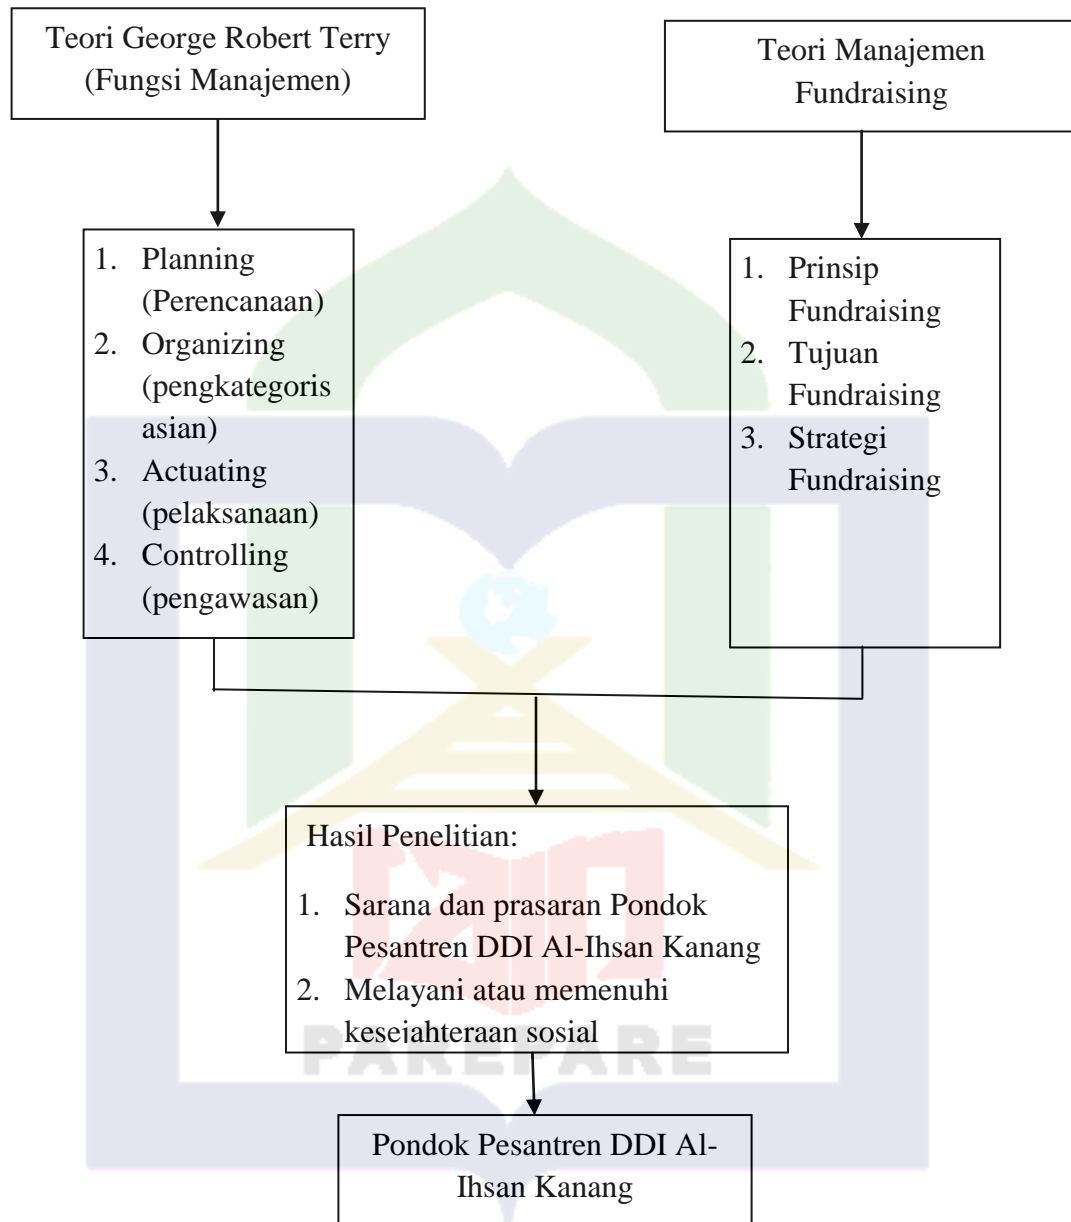 Teori George Robert Terry
(Fungsi Manajemen)
Teori Manajemen
Fundraising
1. Planning
(Perencanaan)
2. Organizing
(pengkategoris
asian)
3. Actuating
(pelaksanaan)
4. Controlling
(pengawasan)
1. Prinsip
Fundraising
2. Tujuan
Fundraising
3. Strategi
Fundraising
Hasil Penelitian:
1. Sarana dan prasaran Pondok
Pesantren DDI Al-Ihsan Kanang
2. Melayani atau memenuhi
kesejahteraan sosial
PAREPARE
Pondok Pesantren DDI Al-
Ihsan Kanang